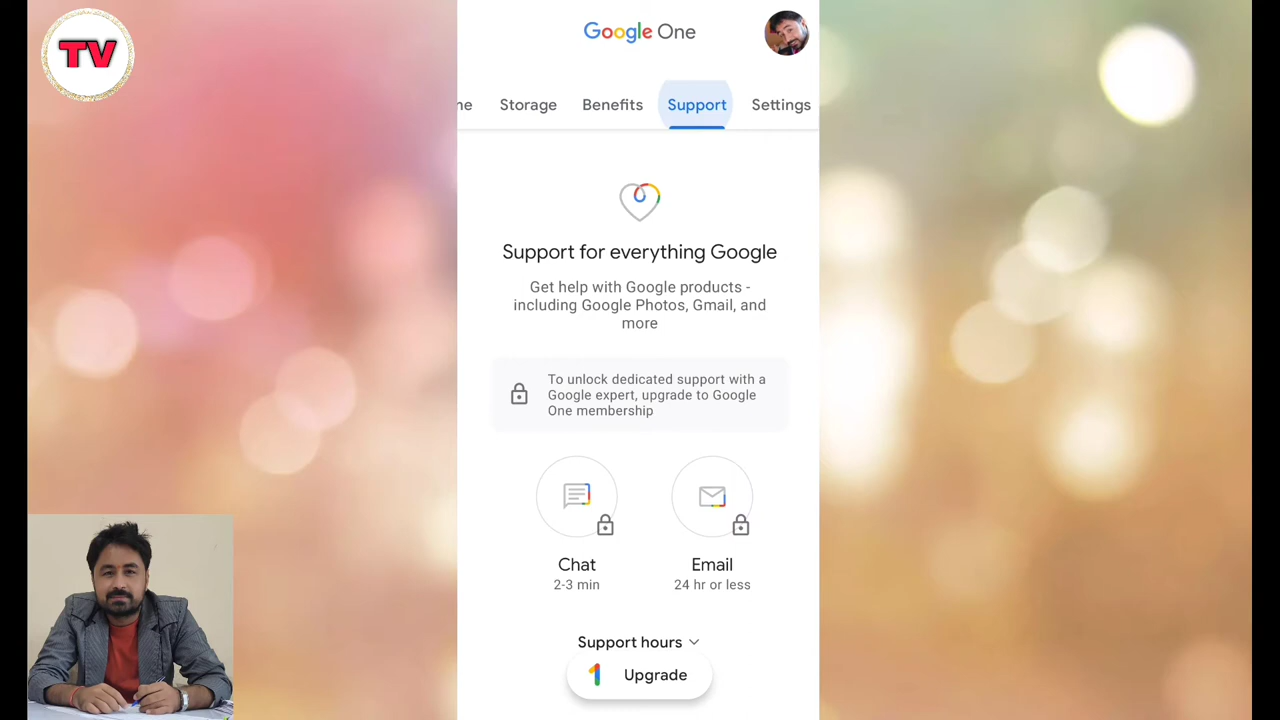 TV
Google One
ne Storage Benefits Support Settings
Support for everything Google
Get help with Google products -
including Google Photos, Gmail, and
more
To unlock dedicated support with a
Google expert, upgrade to Google
One membership
Chat
2-3 min
Email
24 hr or less
Support hours
Upgrade